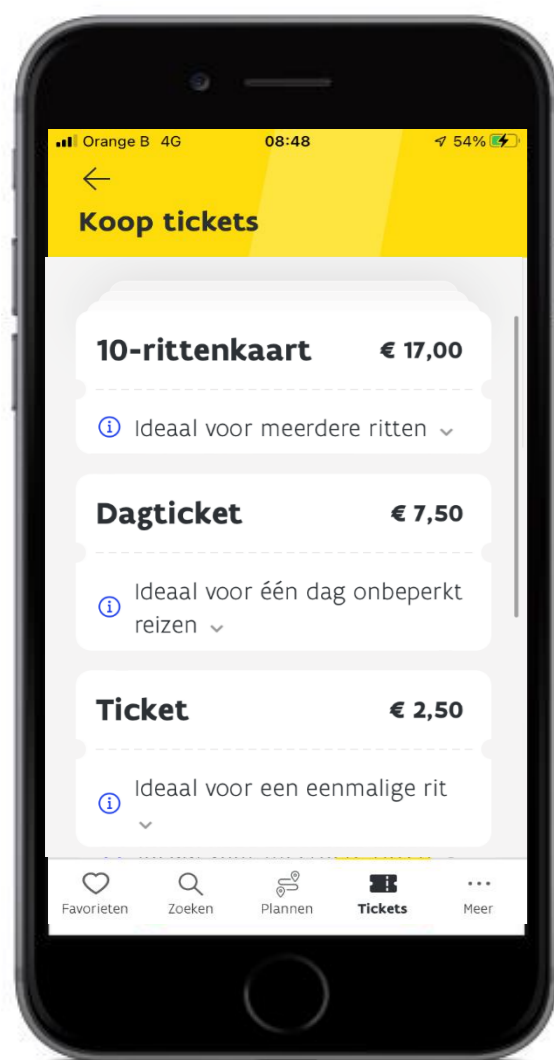 Orange B 4G 08:48 54%
Koop tickets
10-rittenkaart € 17,00
Ideaal voor meerdere ritten
Dagticket € 7,50
Ideaal voor één dag onbeperkt
reizen
Ticket € 2,50
Ideaal voor een eenmalige rit
Favorieten Zoeken Plannen Tickets Meer